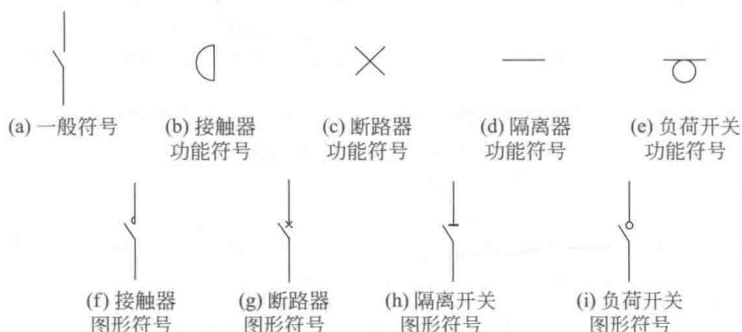 (a) 一般符号
(b) 接触器
功能符号
(c) 断路器
功能符号
(d) 隔离器
功能符号
(e) 负荷开关
功能符号
(f) 接触器
图形符号
(g) 断路器
图形符号
(h) 隔离开关
图形符号
(i) 负荷开关
图形符号